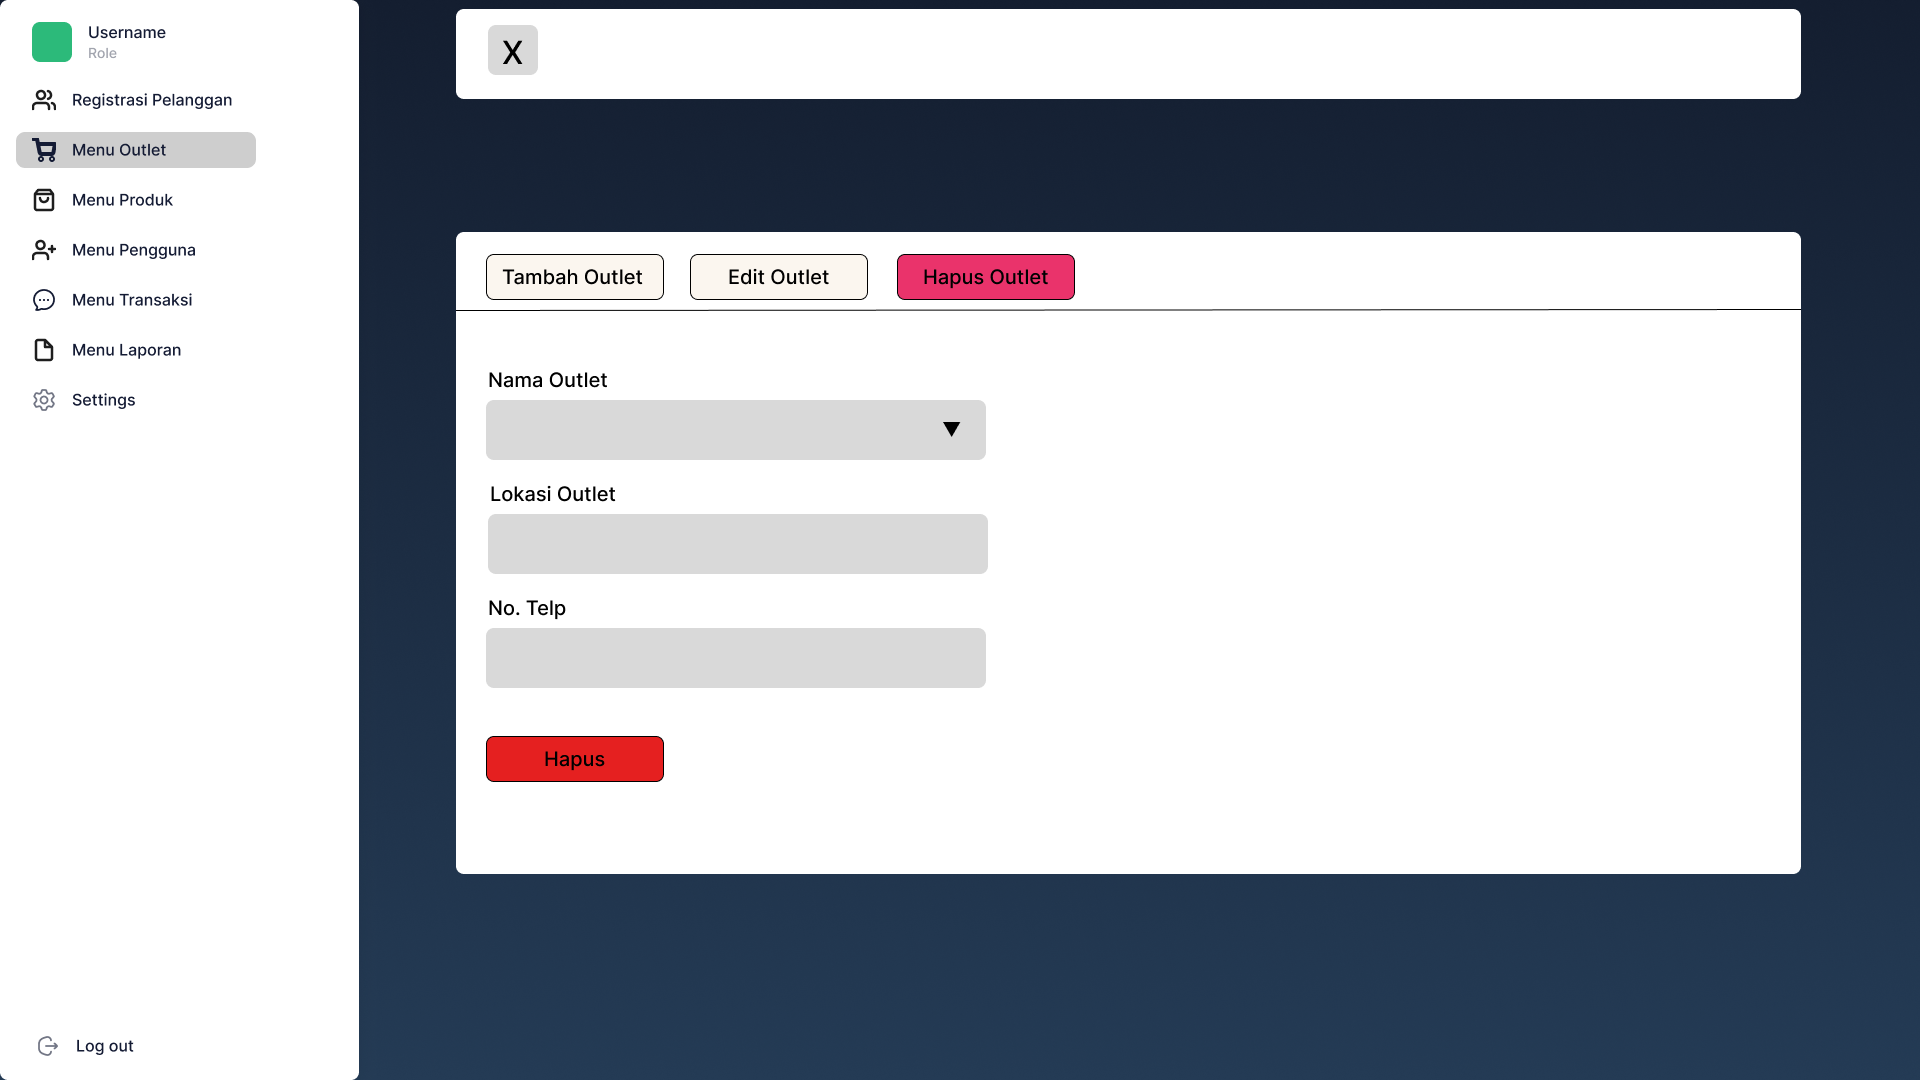 Username
Role
Registrasi Pelanggan
Menu Outlet
Menu Produk
Menu Pengguna
Menu Transaksi
Menu Laporan
Settings
Log out
X
Tambah Outlet
Edit Outlet
Hapus Outlet
Nama Outlet
Lokasi Outlet
No. Telp
Hapus